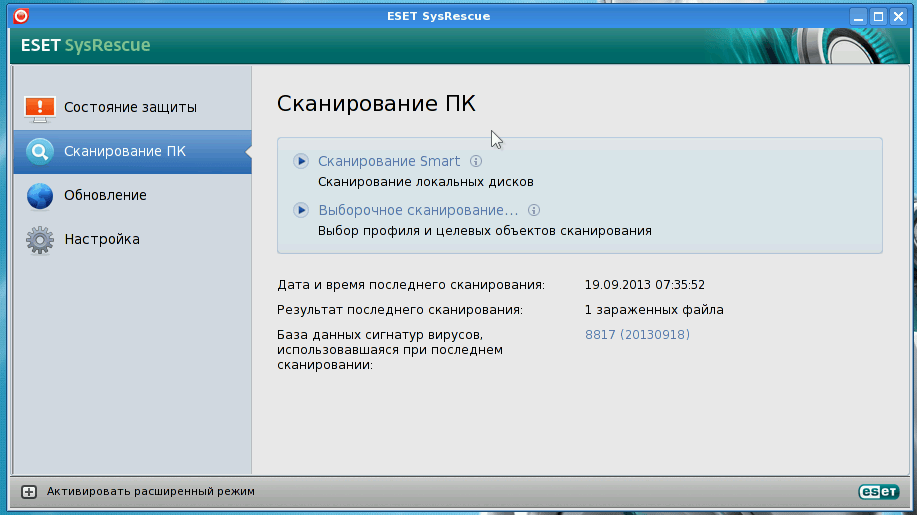 ESET SysRescue
ESET SysRescue
Состояние защиты
Сканирование ПК
Обновление
Настройка
Сканирование ПК
Сканирование Smart
Сканирование локальных дисков
Выборочное сканирование...
Выбор профиля и целевых объектов сканирования
Дата и время последнего сканирования: 19.09.2013 07:35:52
Результат последнего сканирования: 1 зараженных файла
База данных сигнатур вирусов, 8817 (20130918)
использовавшаяся при последнем
сканировании:
Активировать расширенный режим
eset